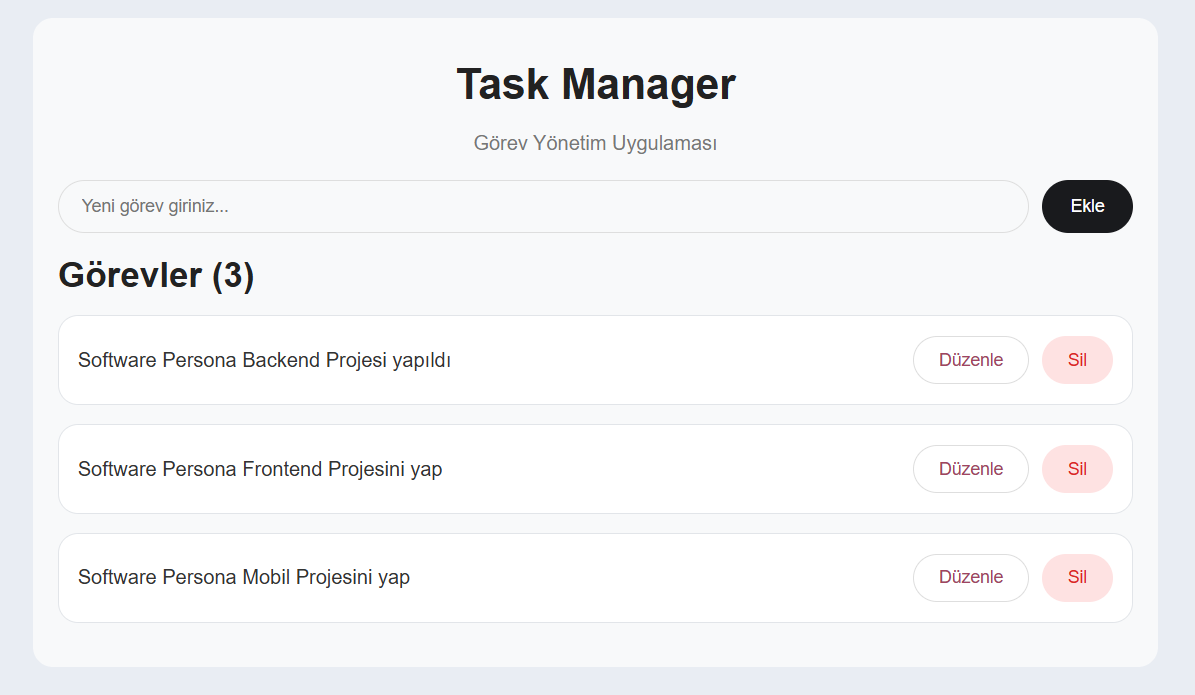 Task Manager
Görev Yönetim Uygulaması
Yeni görev giriniz...
Ekle
Görevler (3)
Software Persona Backend Projesi yapıldı
Düzenle
Sil
Software Persona Frontend Projesini yap
Düzenle
Sil
Software Persona Mobil Projesini yap
Düzenle
Sil